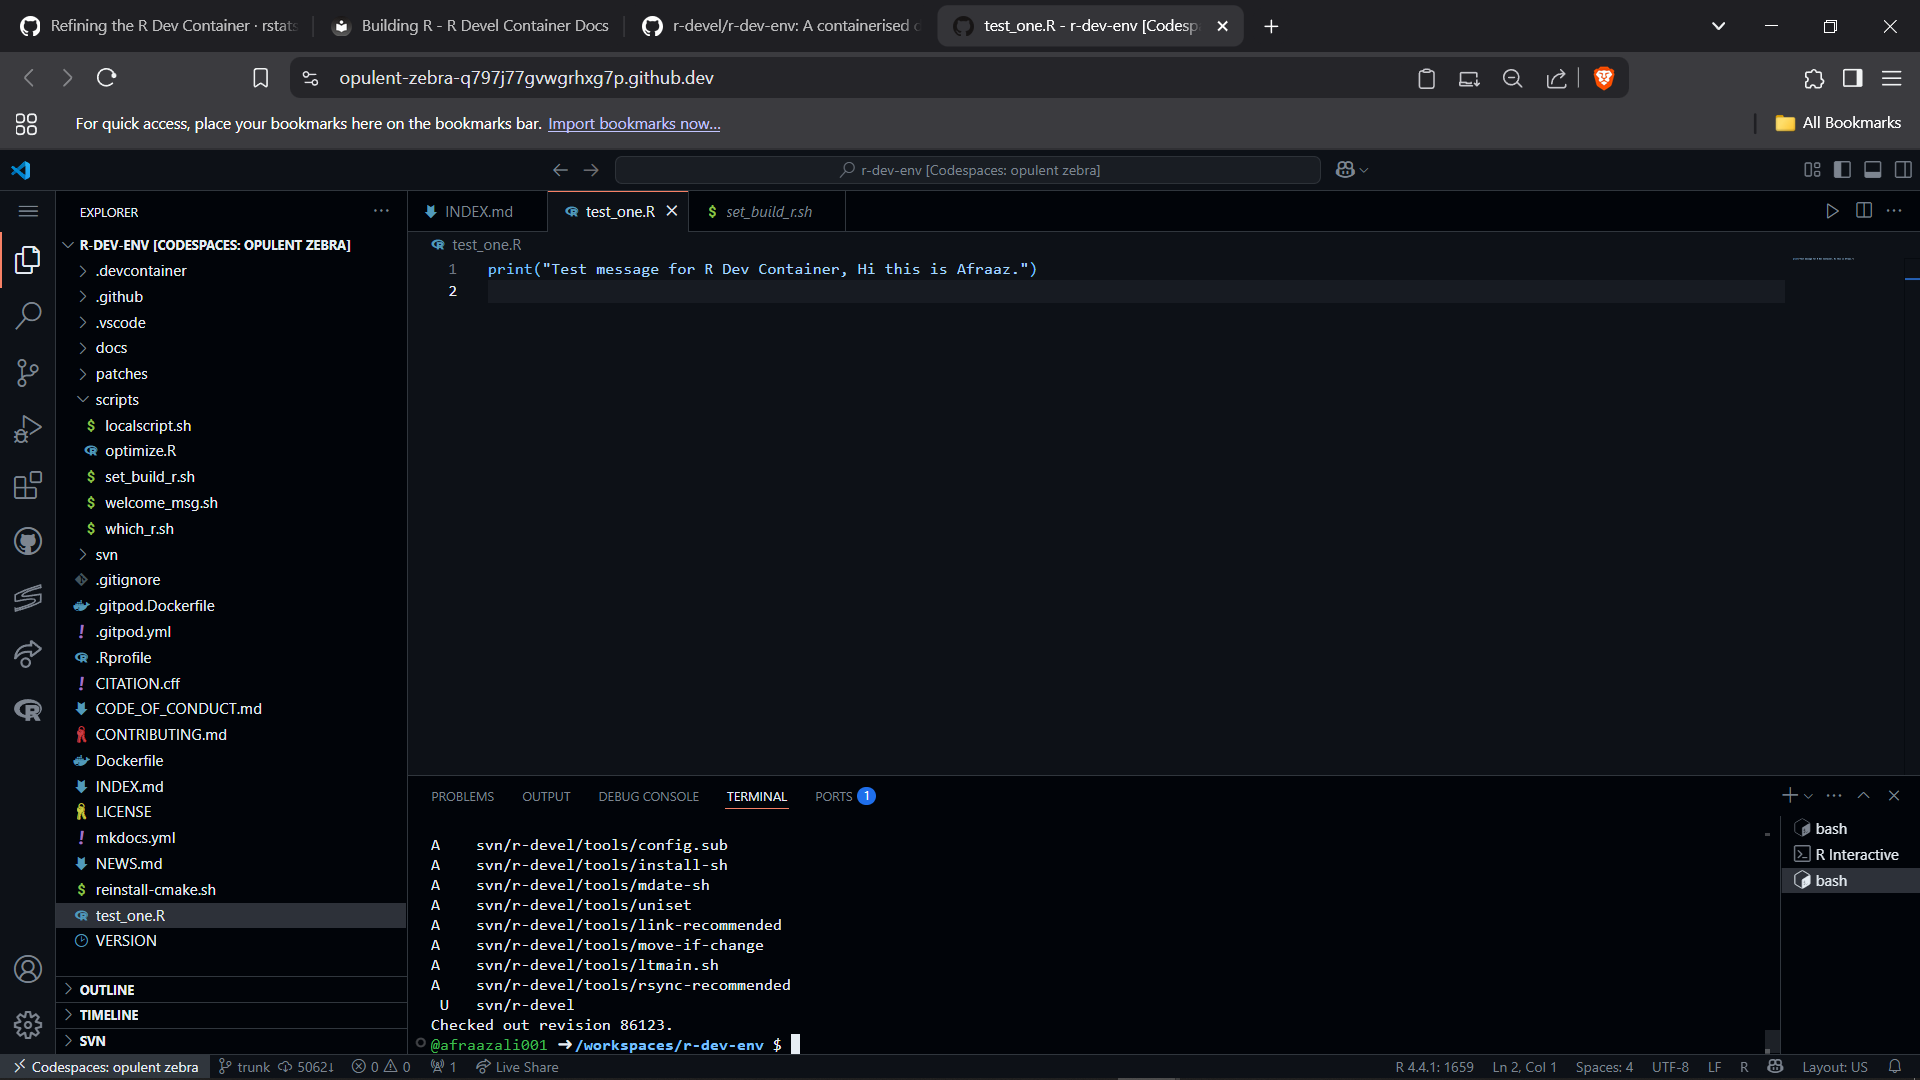 Refining the R Dev Container · rstats
Building R - R Devel Container Docs
r-devel/r-dev-env: A containerised
test_one.R - r-dev-env [Codesp
opulent-zebra-q797j77gvwgrhxg7p.github.dev
For quick access, place your bookmarks here on the bookmarks bar. Import bookmarks now...
All Bookmarks
r-dev-env [Codespaces: opulent zebra]
EXPLORER
R-DEV-ENV [CODESPACES: OPULENT ZEBRA]
.devcontainer
.github
.vscode
docs
patches
scripts
$ localscript.sh
optimize.R
$ set_build_r.sh
$ welcome_msg.sh
$ which_r.sh
svn
.gitignore
.gitpod.Dockerfile
! .gitpod.yml
.Rprofile
! CITATION.cff
CODE_OF_CONDUCT.md
CONTRIBUTING.md
Dockerfile
INDEX.md
LICENSE
! mkdocs.yml
NEWS.md
$ reinstall-cmake.sh
test_one.R
VERSION
OUTLINE
TIMELINE
SVN
INDEX.md
test_one.R
$ set_build_r.sh
test_one.R
1 print("Test message for R Dev Container, Hi this is Afraaz.")
2
PROBLEMS OUTPUT DEBUG CONSOLE TERMINAL PORTS 1
A svn/r-devel/tools/config.sub
A svn/r-devel/tools/install-sh
A svn/r-devel/tools/mdate-sh
A svn/r-devel/tools/uniset
A svn/r-devel/tools/link-recommended
A svn/r-devel/tools/move-if-change
A svn/r-devel/tools/ltmain.sh
A svn/r-devel/tools/rsync-recommended
U svn/r-devel
Checked out revision 86123.
@afraazali001 ➜ /workspaces/r-dev-env $
bash
R Interactive
bash
Codespaces: opulent zebra trunk 5062↓ 0 0 1 Live Share
R 4.4.1: 1659 Ln 2, Col 1 Spaces: 4 UTF-8 LF R Layout: US